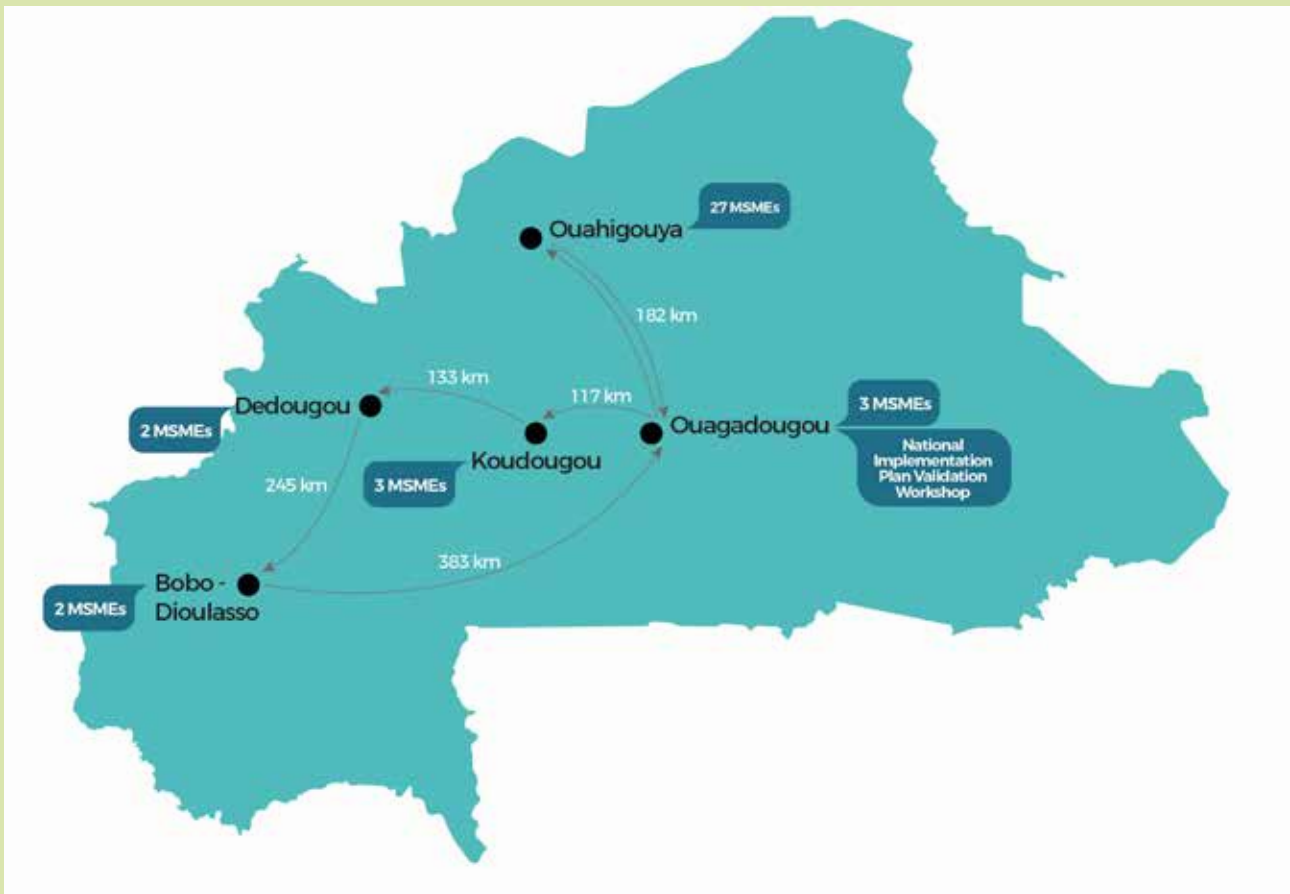 27 MSMEs
Ouahigouya
182 km
133 km
117 km
Dedougou
2 MSMEs
3 MSMEs
Ouagadougou
National
Implementation
Plan Validation
Workshop
Koudougou
3 MSMEs
245 km
383 km
Bobo -
Dioulasso
2 MSMEs